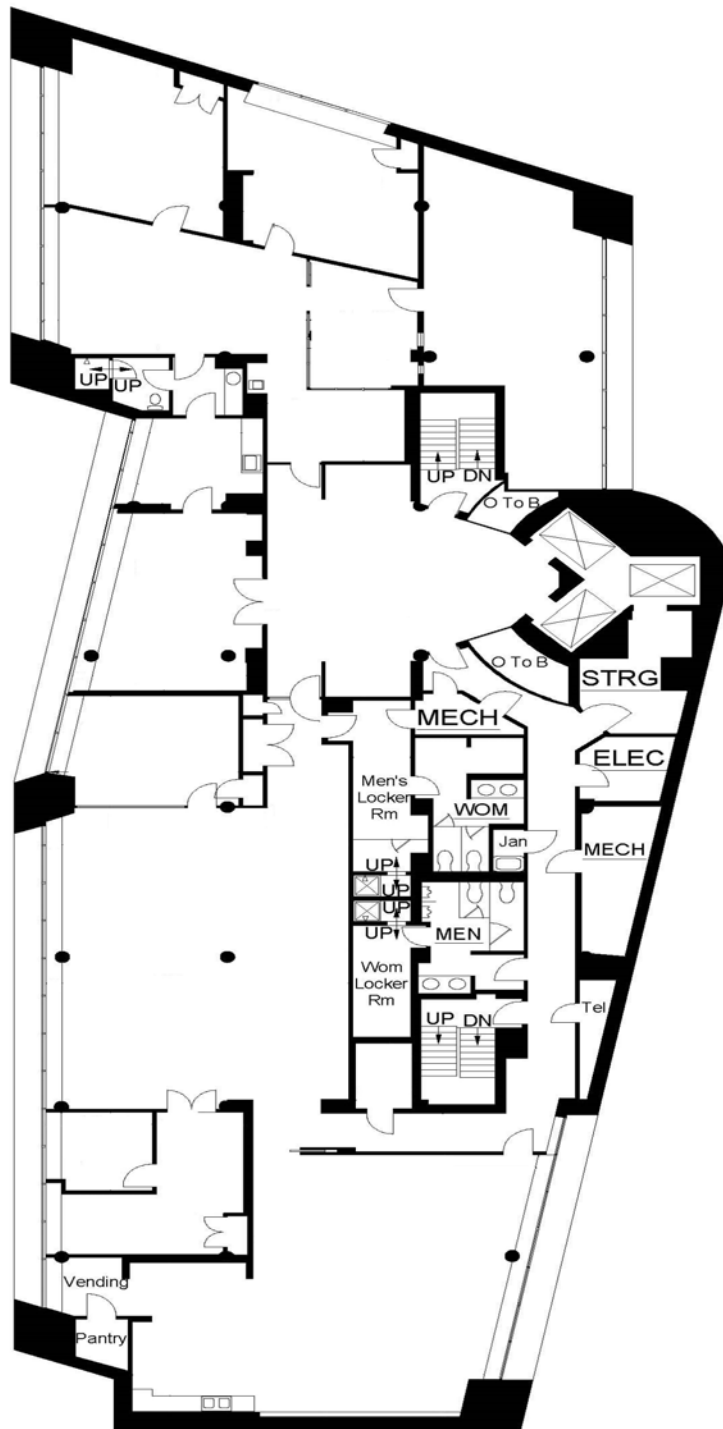 UP
UP
UP DN
O To B
O To B
STRG
MECH
ELEC
Men's
Locker
Rm
WOM
Jan
MECH
UP
UP
UP
UP
MEN
Wom
Locker
Rm
Tel
UP DN
Vending
Pantry